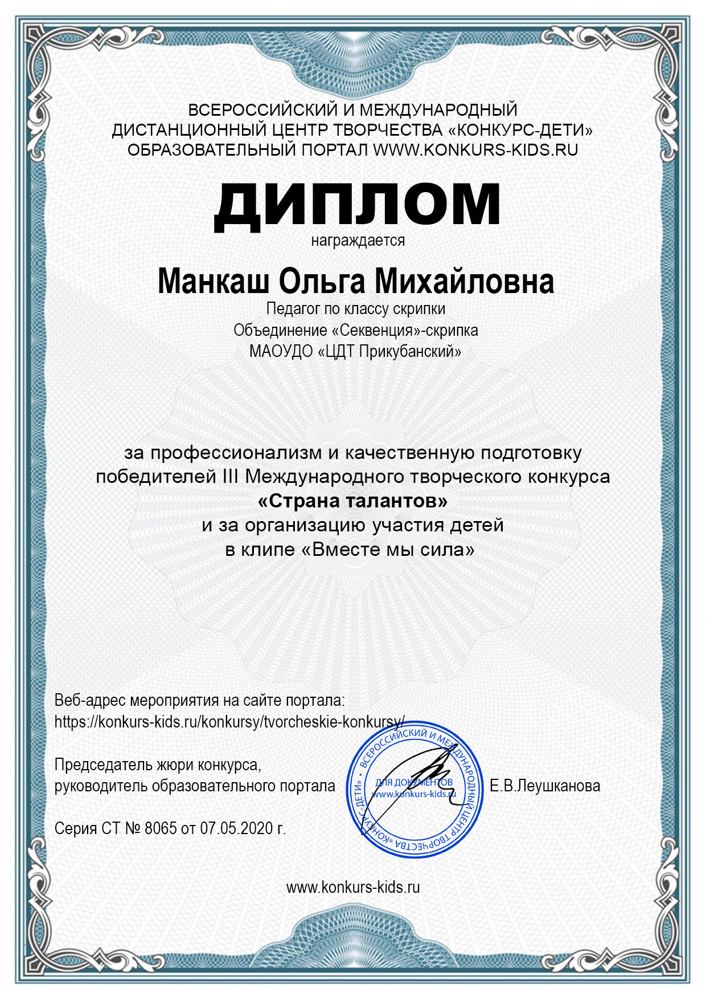 ВСЕРОССИЙСКИЙ И МЕЖДУНАРОДНЫЙ
ДИСТАНЦИОННЫЙ ЦЕНТР ТВОРЧЕСТВА «КОНКУРС-ДЕТИ»
ОБРАЗОВАТЕЛЬНЫЙ ПОРТАЛ WWW.KONKURS-KIDS.RU
ДИПЛОМ
награждается
Манкаш Ольга Михайловна
Педагог по классу скрипки
Объединение «Секвенция»-скрипка
МАОУДО «ЦДТ Прикубанский»
за профессионализм и качественную подготовку
победителей III Международного творческого конкурса
«Страна талантов»
и за организацию участия детей
в клипе «Вместе мы сила»
Веб-адрес мероприятия на сайте портала:
https://konkurs-kids.ru/konkursy/tvorcheskie-konkursy/
Председатель жюри конкурса,
руководитель образовательного портала
Е.В.Леушканова
ВСЕРОССИЙСКИЙ И МЕЖДУНАРОДНЫЙ ЦЕНТР ТВОРЧЕСТВА «КОНКУРС-ДЕТИ» •
ДЛЯ ДОКУМЕНТОВ
www.konkurs-kids.ru
Серия СТ № 8065 от 07.05.2020 г.
www.konkurs-kids.ru